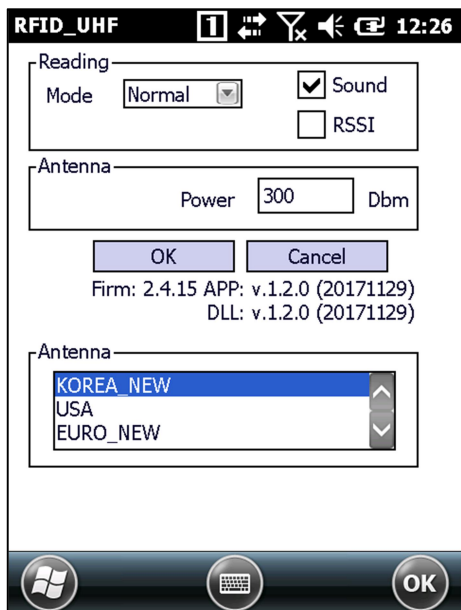 RFID_UHF 1 12:26
Reading
Mode Normal Sound
RSSI
Antenna
Power 300 Dbm
OK Cancel
Firm: 2.4.15 APP: v.1.2.0 (20171129)
DLL: v.1.2.0 (20171129)
Antenna
KOREA_NEW
USA
EURO_NEW
OK